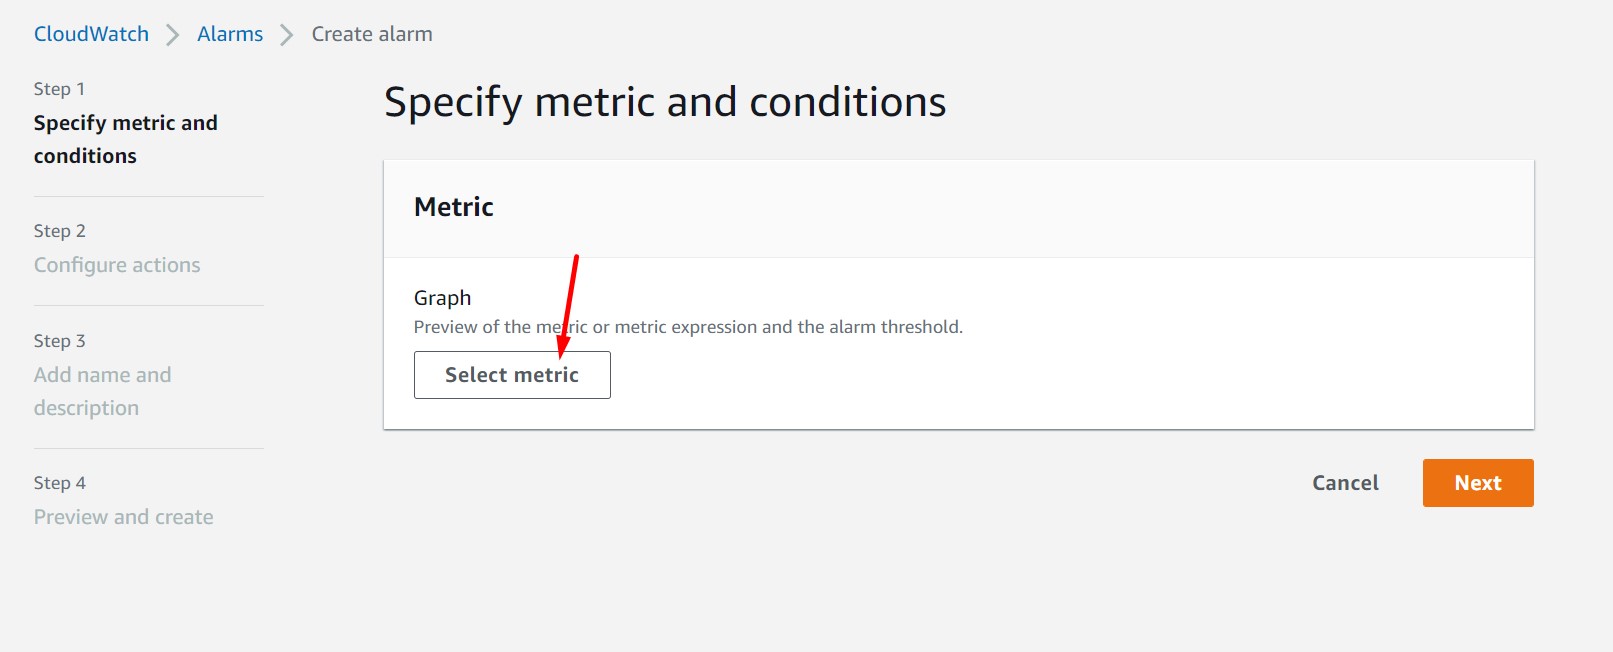 CloudWatch > Alarms > Create alarm
Step 1
Specify metric and
conditions
Step 2
Configure actions
Step 3
Add name and
description
Step 4
Preview and create
Specify metric and conditions
Metric
Graph
Preview of the metric or metric expression and the alarm threshold.
Select metric
Cancel
Next